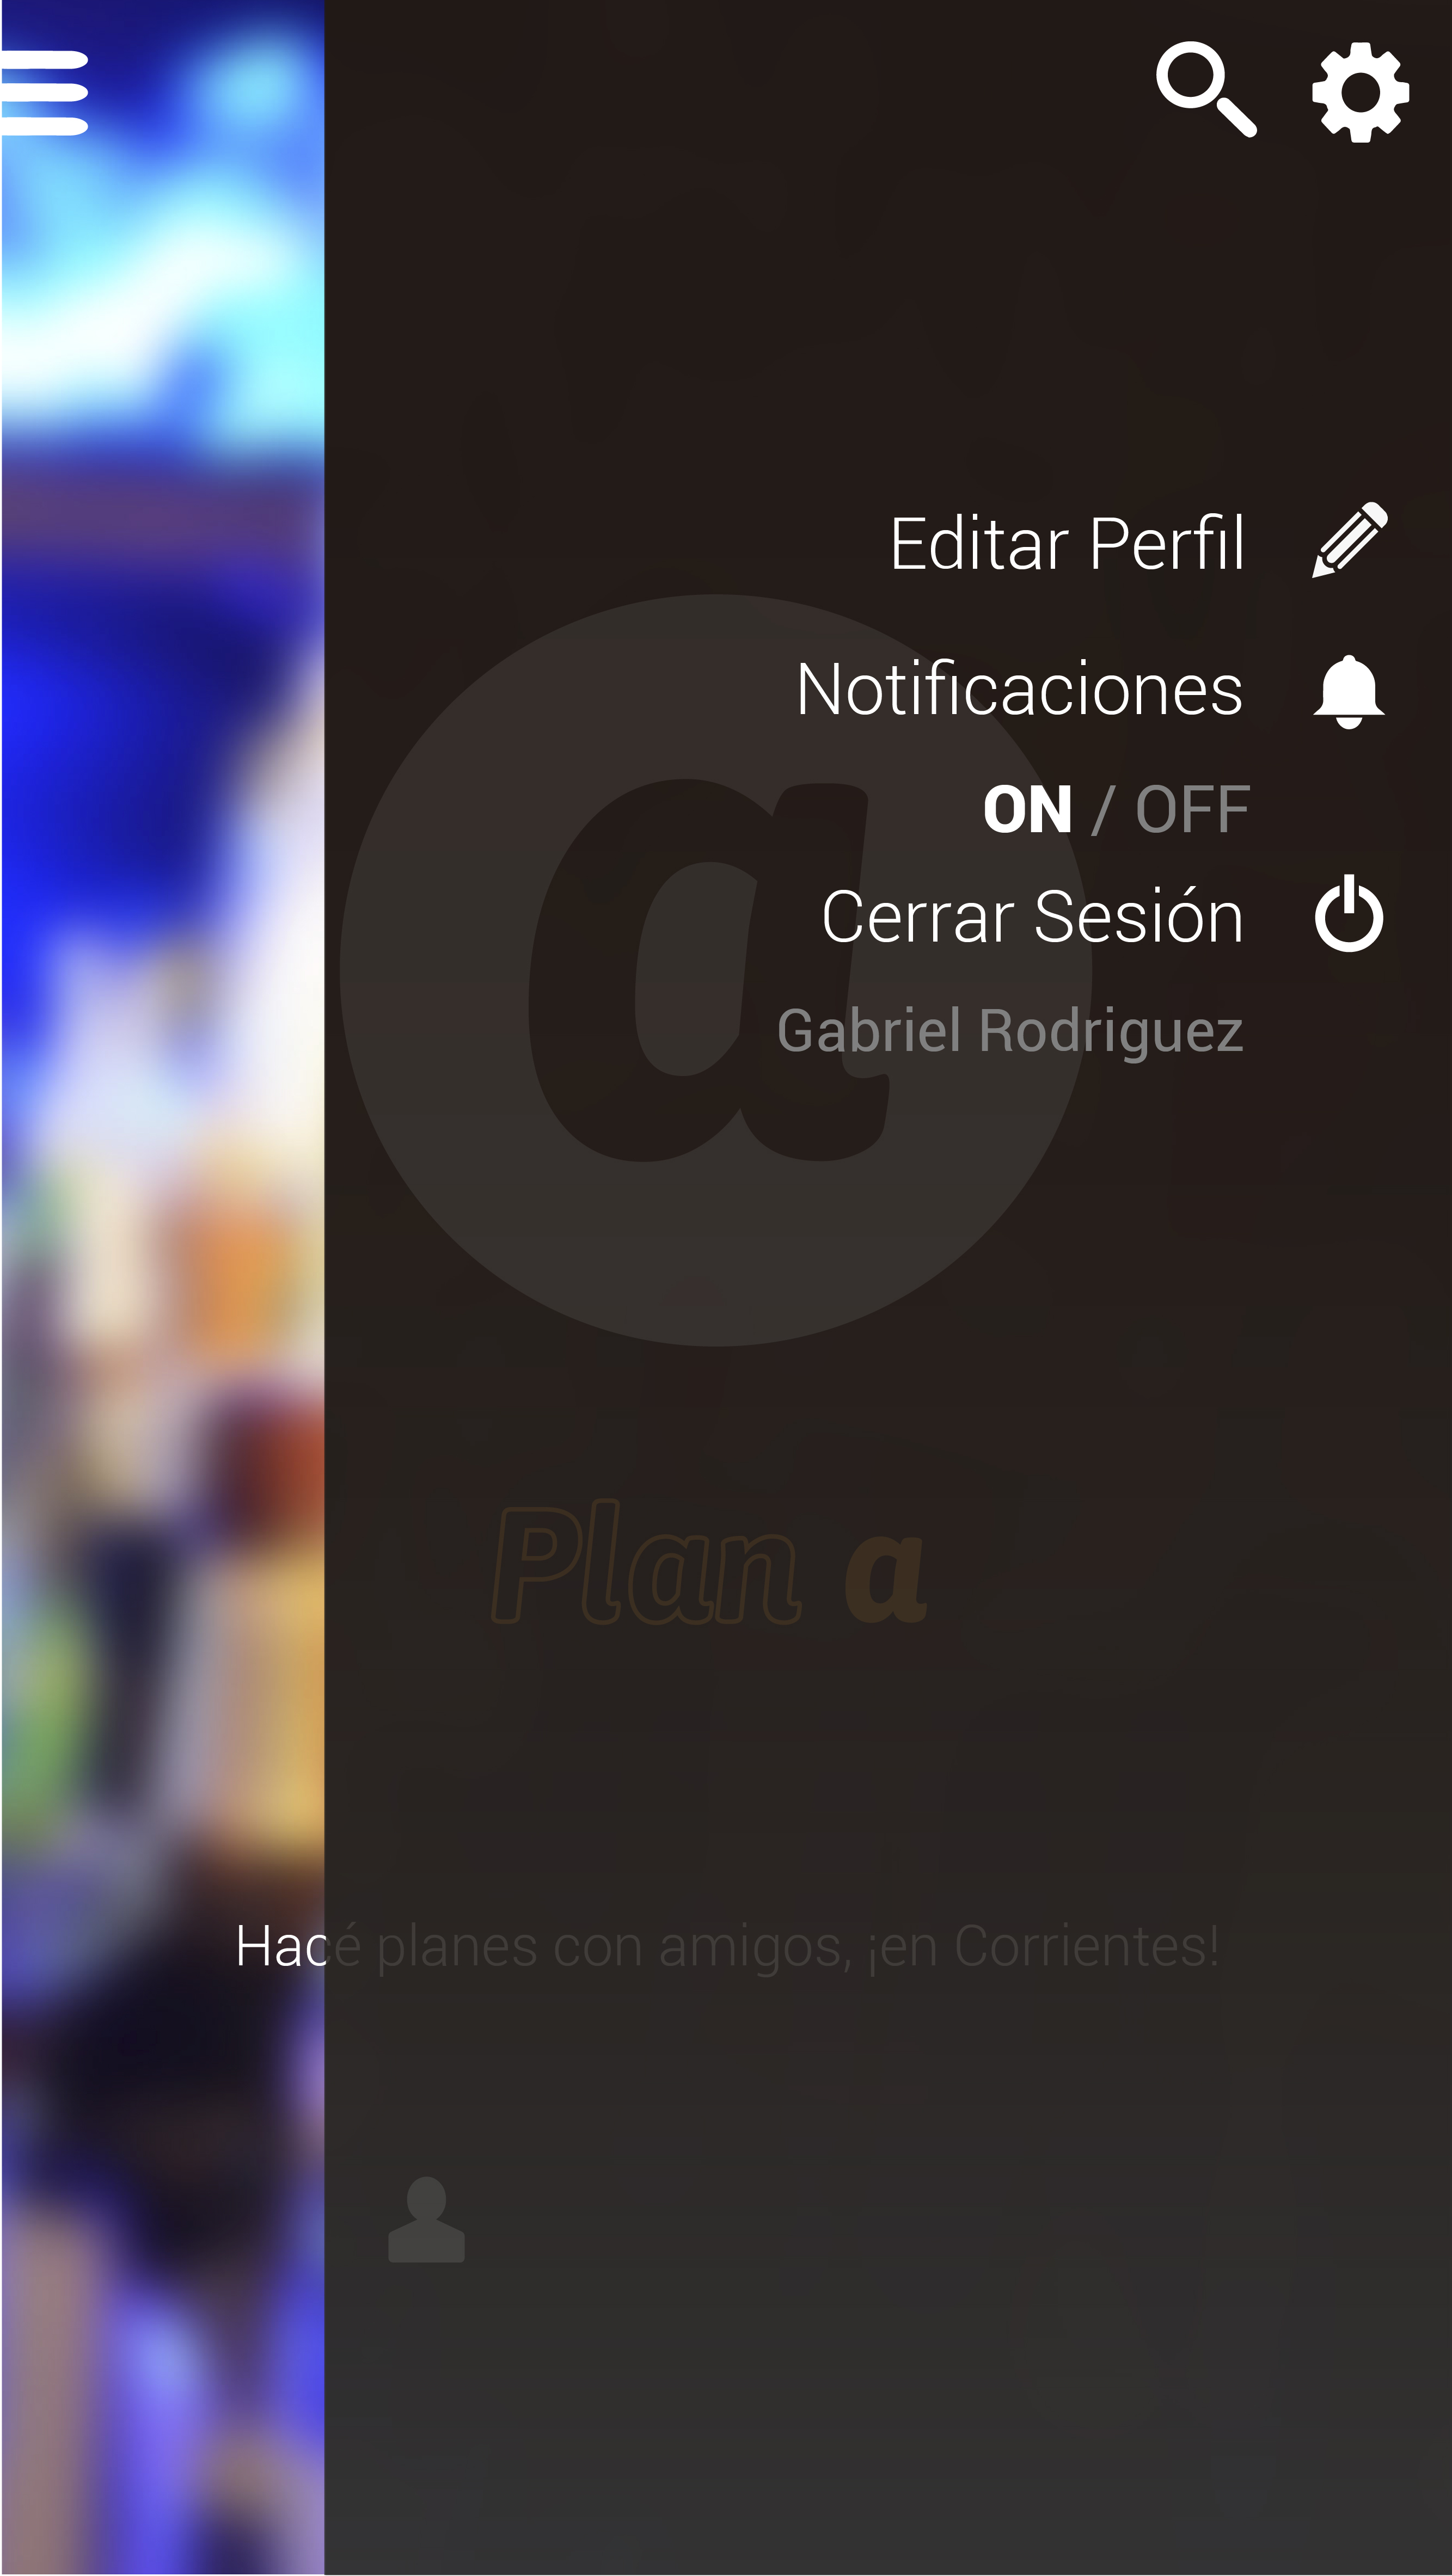 Editar Perfil
Notificaciones
ON / OFF
Cerrar Sesión
Gabriel Rodriguez
a
Plan a
Hacé planes con amigos, ¡en Corrientes!